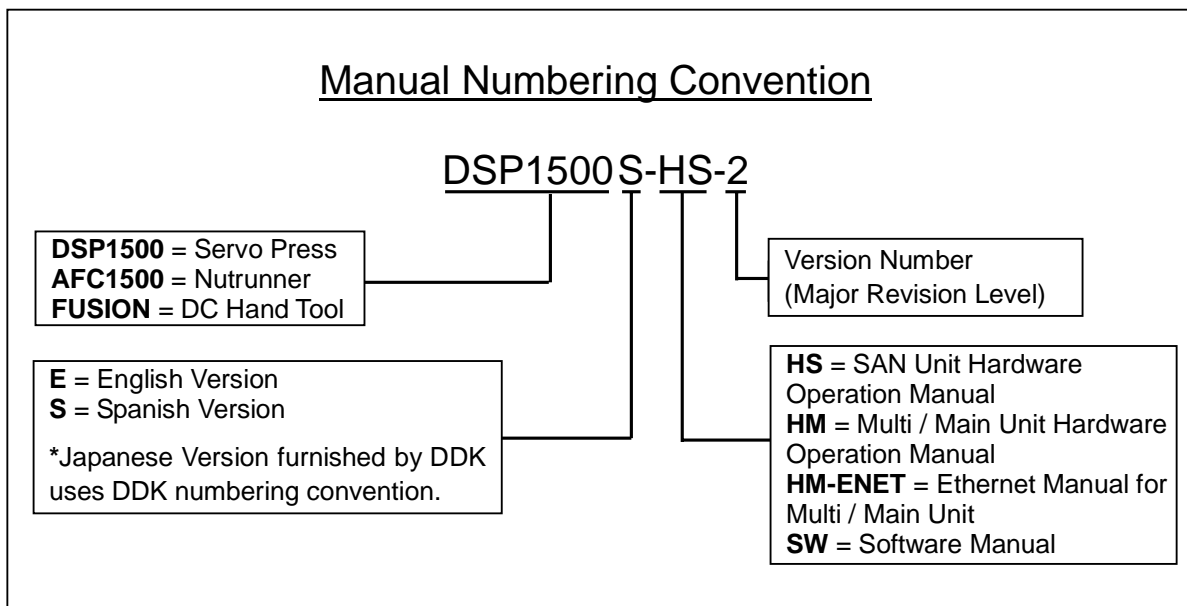 Manual Numbering Convention
DSP1500S-HS-2
DSP1500 = Servo Press
AFC1500 = Nutrunner
FUSION = DC Hand Tool
Version Number
(Major Revision Level)
E = English Version
S = Spanish Version
*Japanese Version furnished by DDK
uses DDK numbering convention.
HS = SAN Unit Hardware
Operation Manual
HM = Multi / Main Unit Hardware
Operation Manual
HM-ENET = Ethernet Manual for
Multi / Main Unit
SW = Software Manual